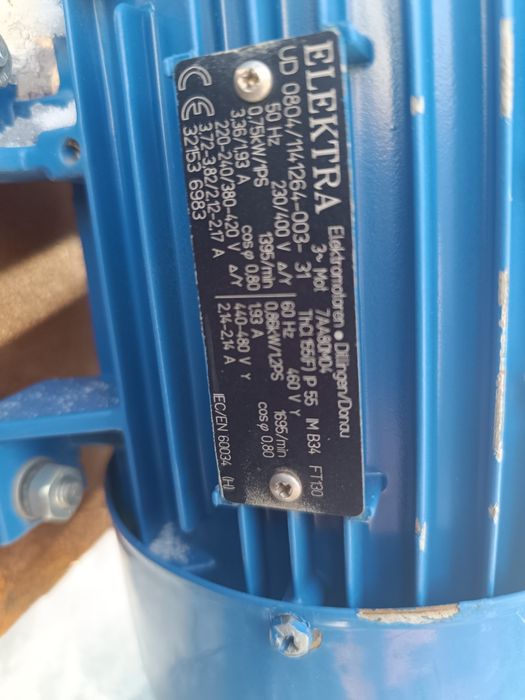 ELEKTRA Elektromotoren • Dillingen/Donau
UD 0804/1141264-003-31 3~ Mot 7AA80M04
Th.Cl.155(F) IP 55 IM B34 FT130
50 Hz 230/400 V Δ/Y 60 Hz 460 V Y
0,75kW/1PS 1395/min 0,86kW/1,2PS 1695/min
3,36/1,93 A cos φ 0,80 1,93 A cos φ 0,80
220-240/380-420 V Δ/Y 440-480 V Y
3,72-3,82/2,12-2,17 A 2,14-2,14 A
CE 32153 6983 IEC/EN 60034 (H)